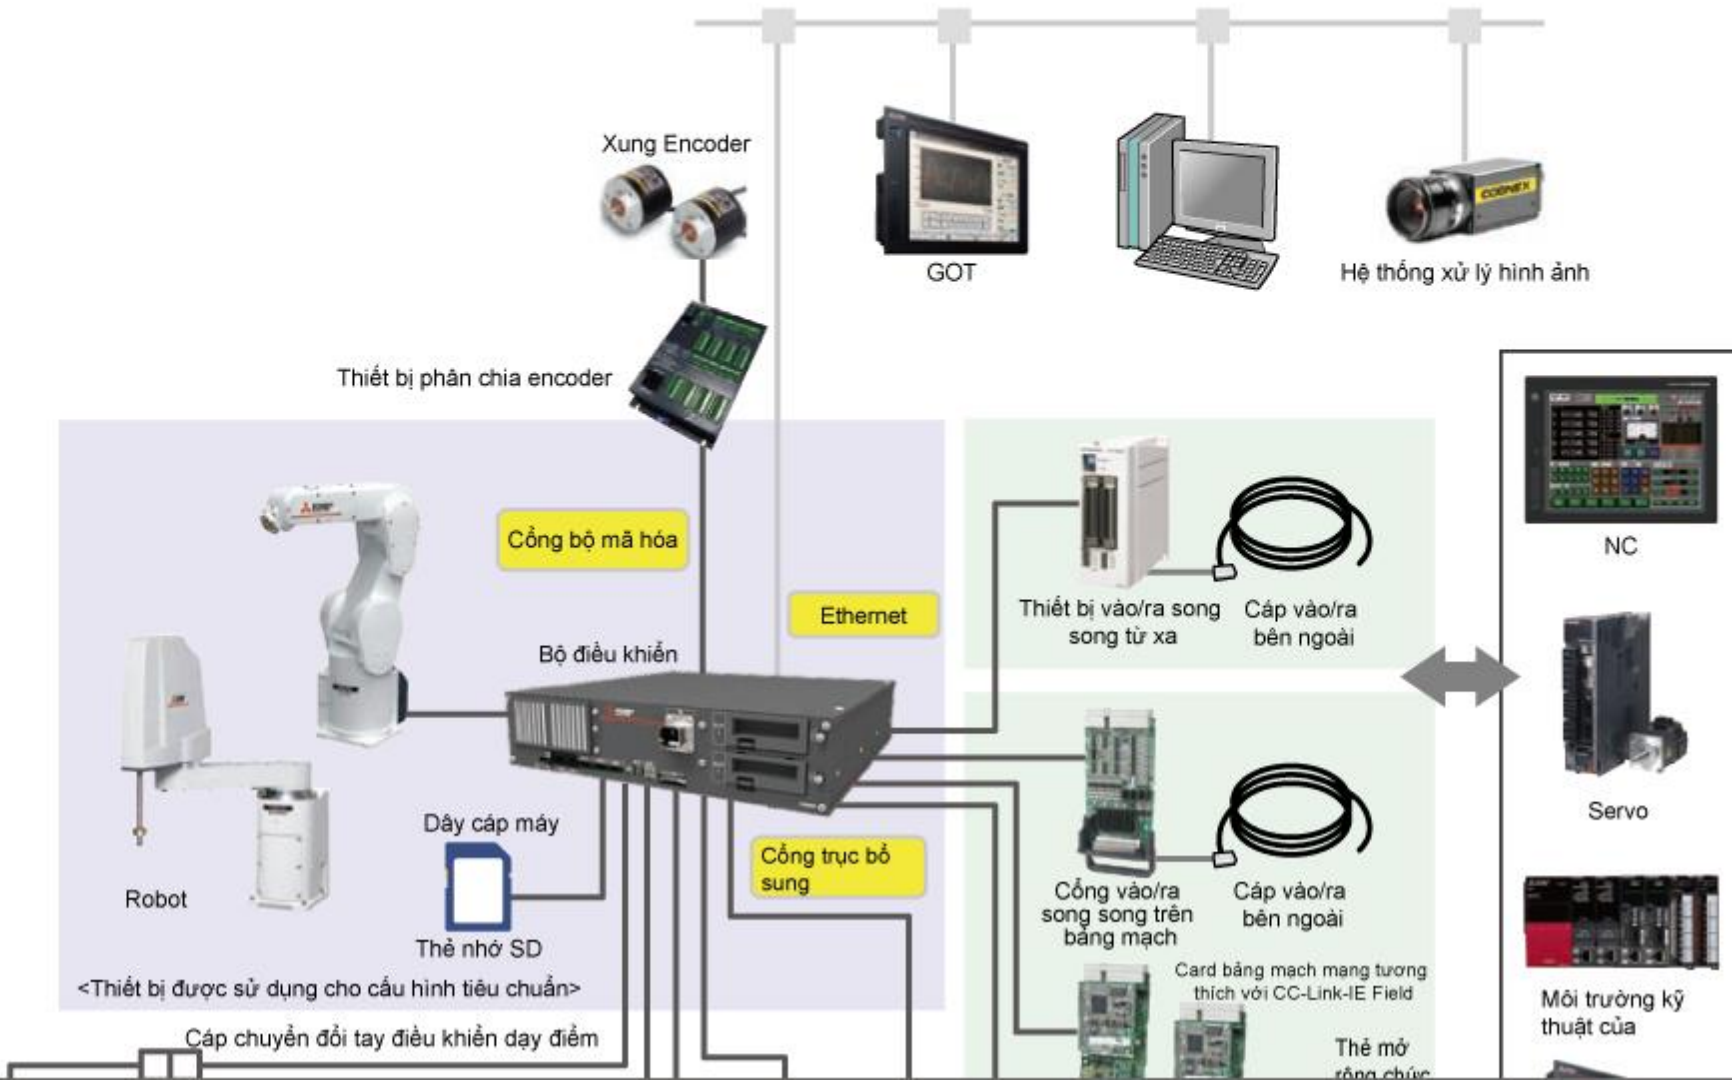 Xung Encoder
GOT
COGNEX
Hệ thống xử lý hình ảnh
Thiết bị phân chia encoder
NC
Cổng bộ mã hóa
Ethernet
Thiết bị vào/ra song
song từ xa
Cáp vào/ra
bên ngoài
Bộ điều khiển
Servo
Dây cáp máy
Cổng trục bổ
sung
Robot
Thẻ nhớ SD
Cổng vào/ra
song song trên
bảng mạch
Cáp vào/ra
bên ngoài
<Thiết bị được sử dụng cho cấu hình tiêu chuẩn>
Card bảng mạch mạng tương
thích với CC-Link-IE Field
Môi trường kỹ
thuật của
Cáp chuyển đổi tay điều khiển dạy điểm
Thẻ mở
rộng chức